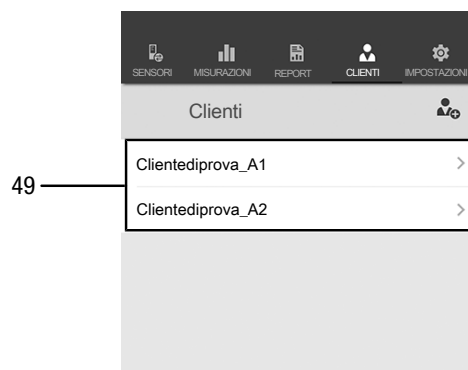 SENSORI MISURAZIONI REPORT CLIENTI IMPOSTAZIONI
Clienti
Clientediprova_A1
49
Clientediprova_A2